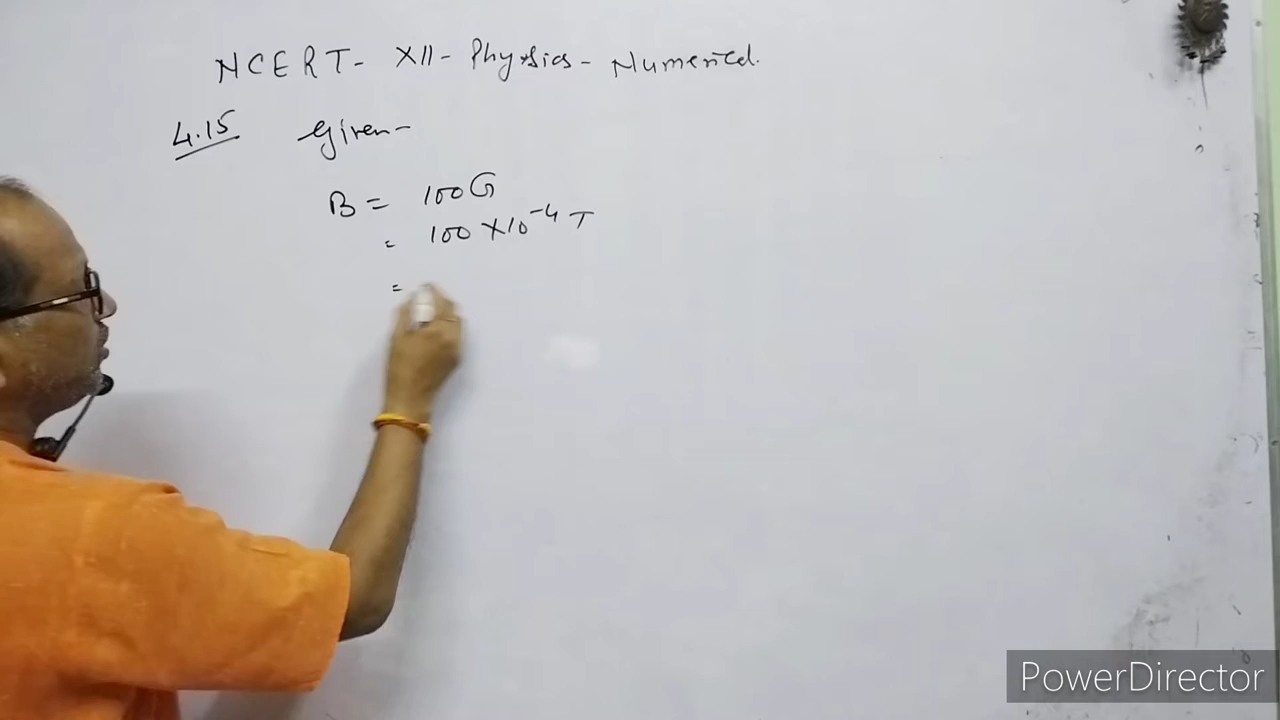 NCERT- XII- Physics- Numerical.
4.15 Given-
B = 100G
= 100 X 10⁻⁴ T
=
PowerDirector